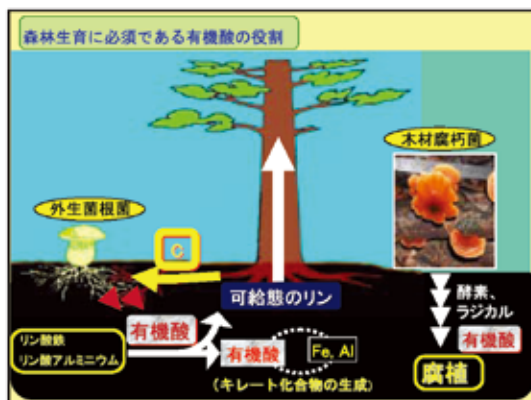 森林生育に必須である有機酸の役割
木材腐朽菌
外生菌根菌
C
可給態のリン
酵素、
ラジカル
有機酸
リン酸鉄
リン酸アルミニウム
有機酸
有機酸
Fe, Al
(キレート化合物の生成)
腐植